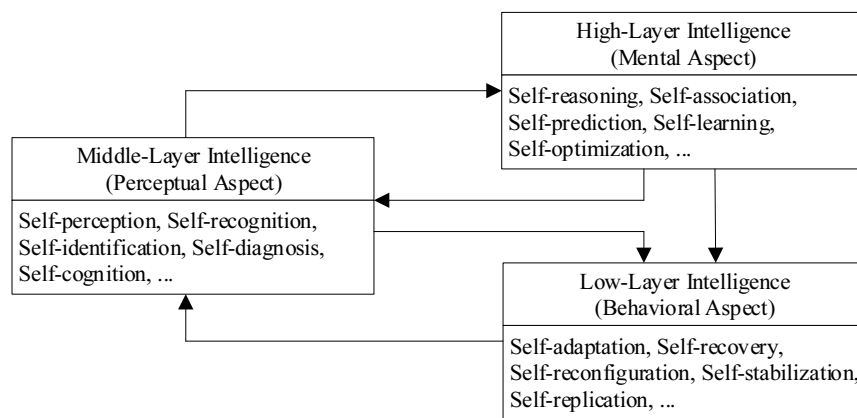 High-Layer Intelligence
(Mental Aspect)
Self-reasoning, Self-association,
Self-prediction, Self-learning,
Self-optimization, ...
Middle-Layer Intelligence
(Perceptual Aspect)
Self-perception, Self-recognition,
Self-identification, Self-diagnosis,
Self-cognition, ...
Low-Layer Intelligence
(Behavioral Aspect)
Self-adaptation, Self-recovery,
Self-reconfiguration, Self-stabilization,
Self-replication, ...